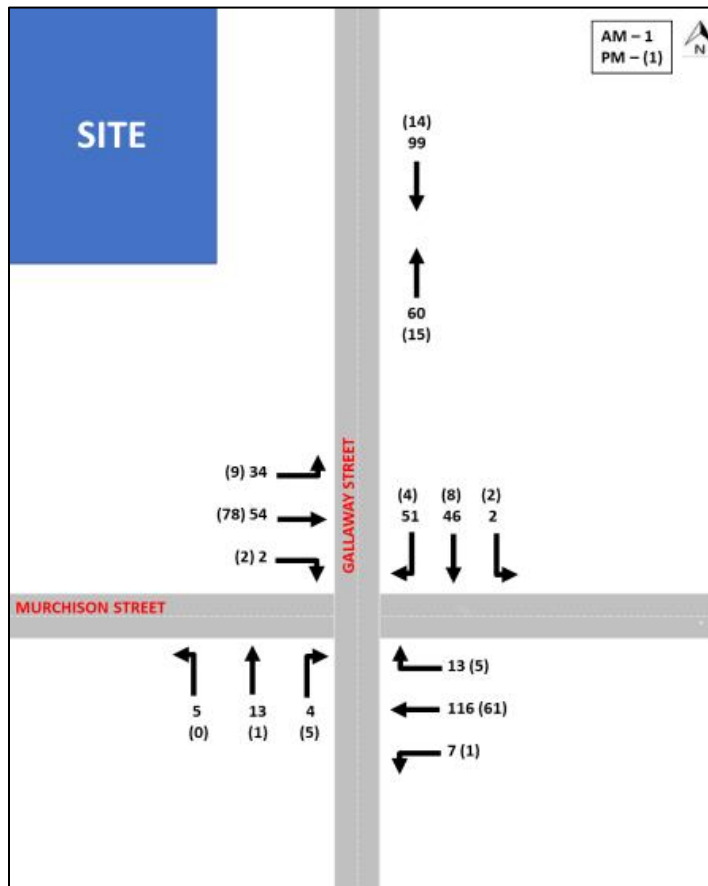 AM – 1
PM – (1)
N
SITE
(14)
99
60
(15)
GALLAWAY STREET
(9) 34
(78) 54
(2) 2
(4) (8) (2)
51 46 2
MURCHISON STREET
13 (5)
116 (61)
7 (1)
5 13 4
(0) (1) (5)